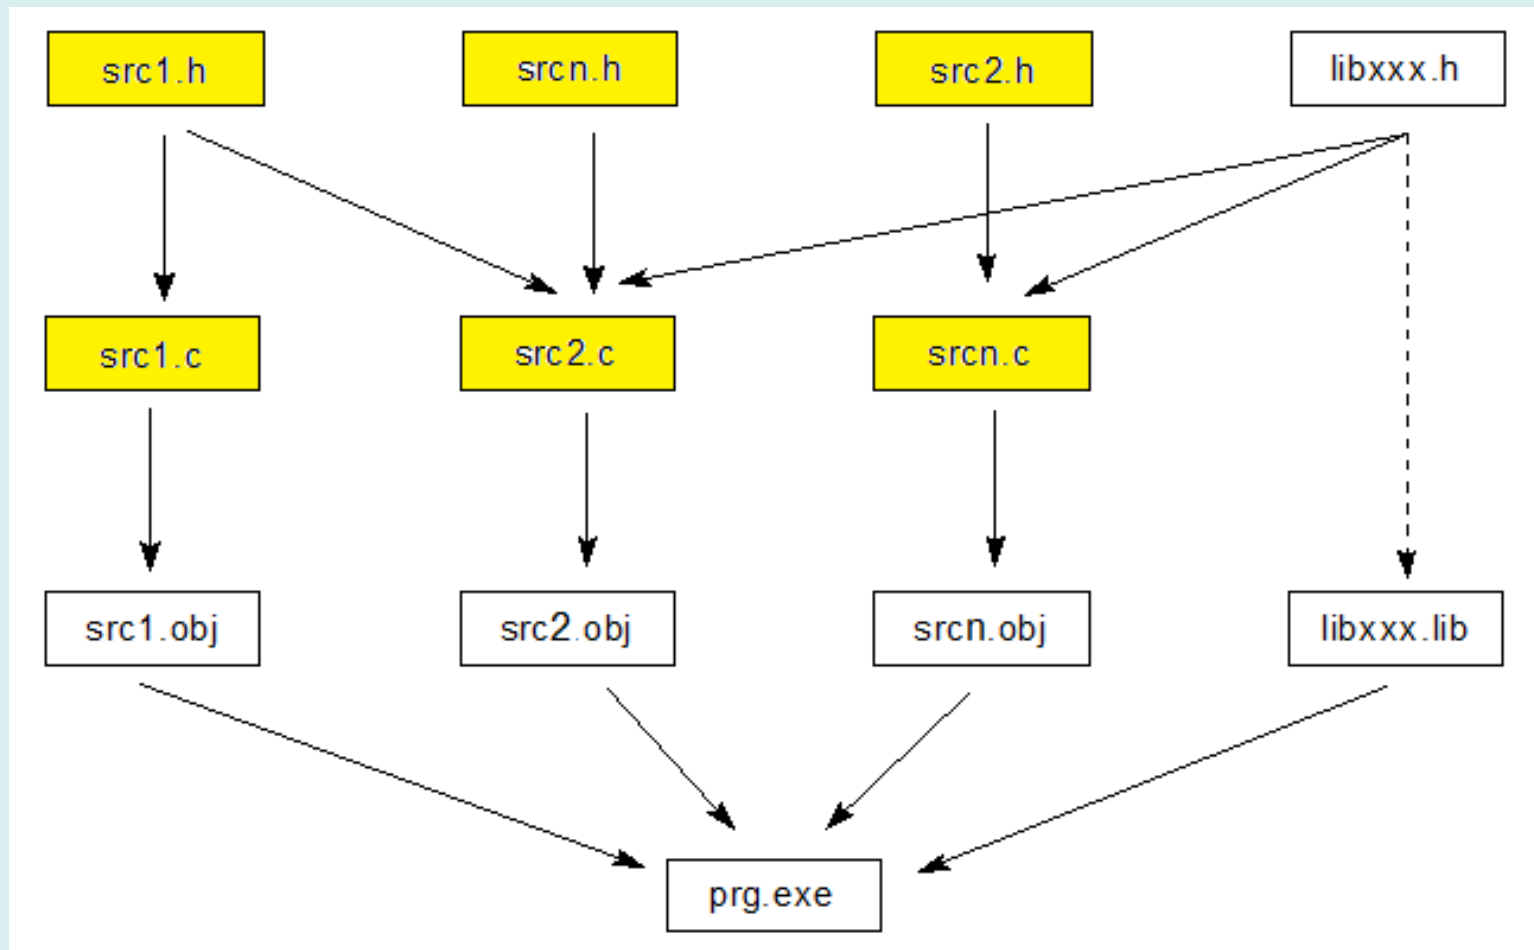 src1.h
srcn.h
src2.h
libxxx.h
src1.c
src2.c
srcn.c
src1.obj
src2.obj
srcn.obj
libxxx.lib
prg.exe